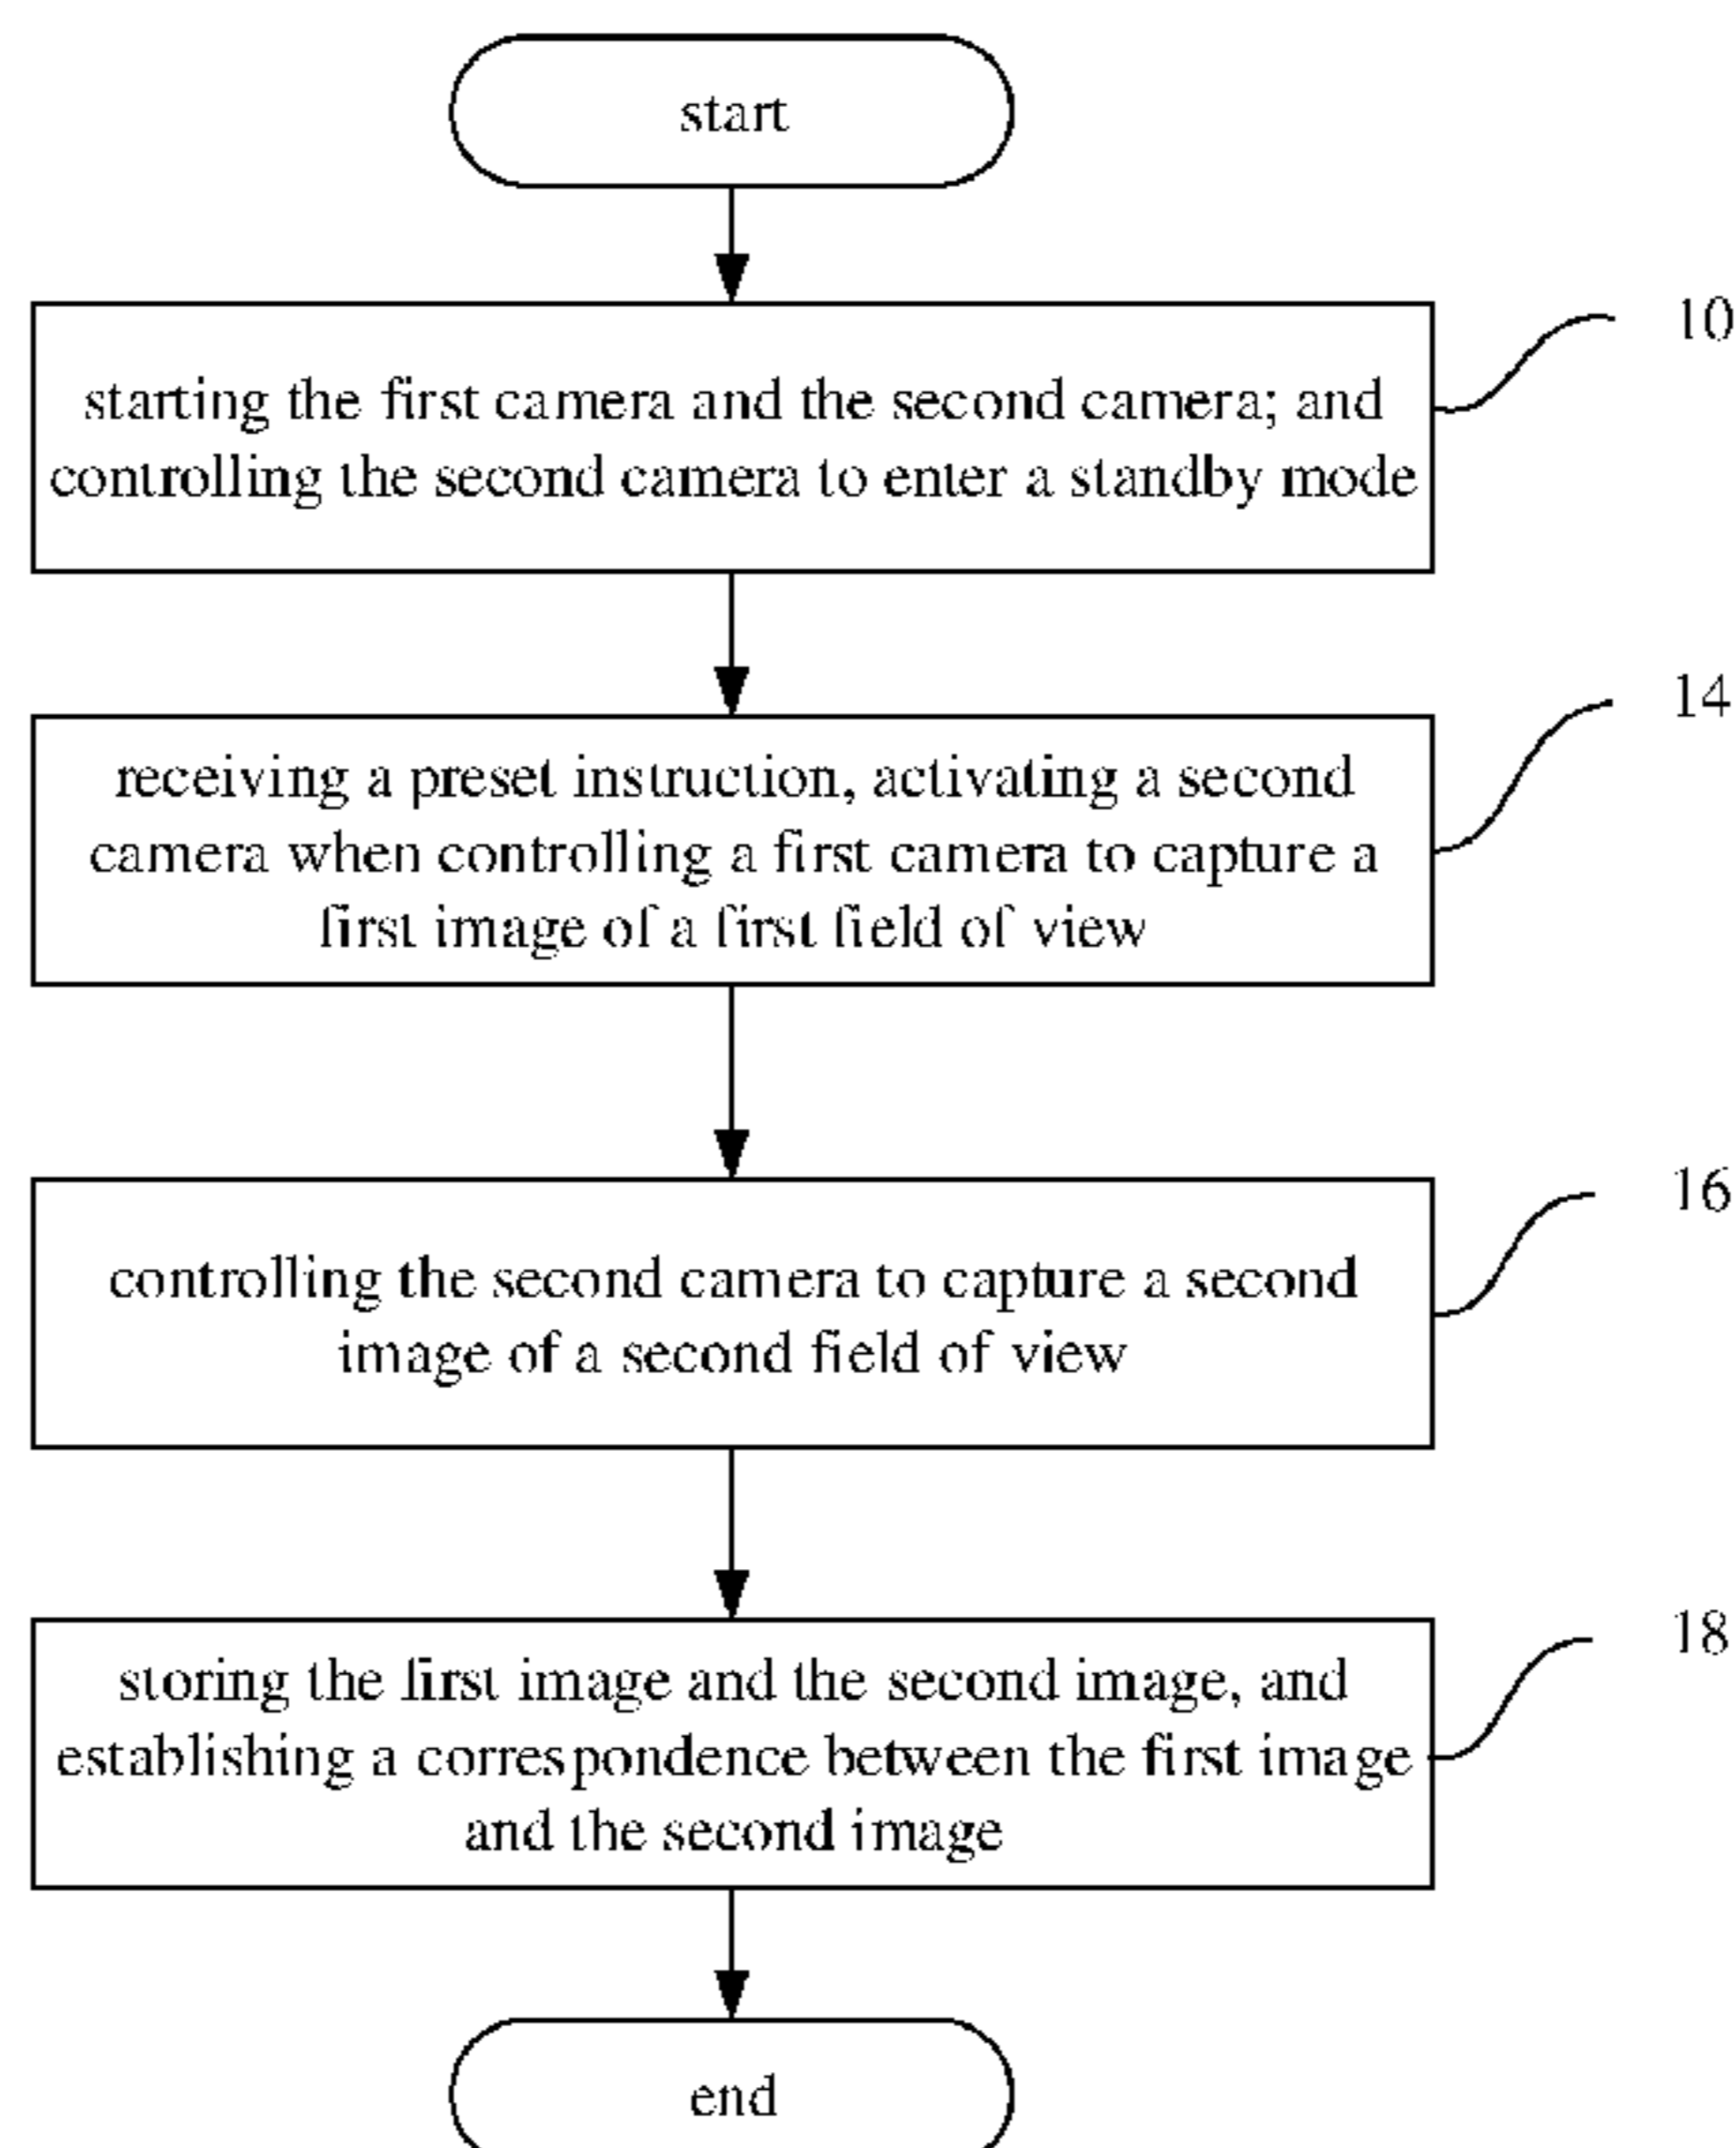 start
10
starting the first camera and the second camera; and
controlling the second camera to enter a standby mode
14
receiving a preset instruction, activating a second
camera when controlling a first camera to capture a
first image of a first field of view
16
controlling the second camera to capture a second
image of a second field of view
18
storing the first image and the second image, and
establishing a correspondence between the first image
and the second image
end